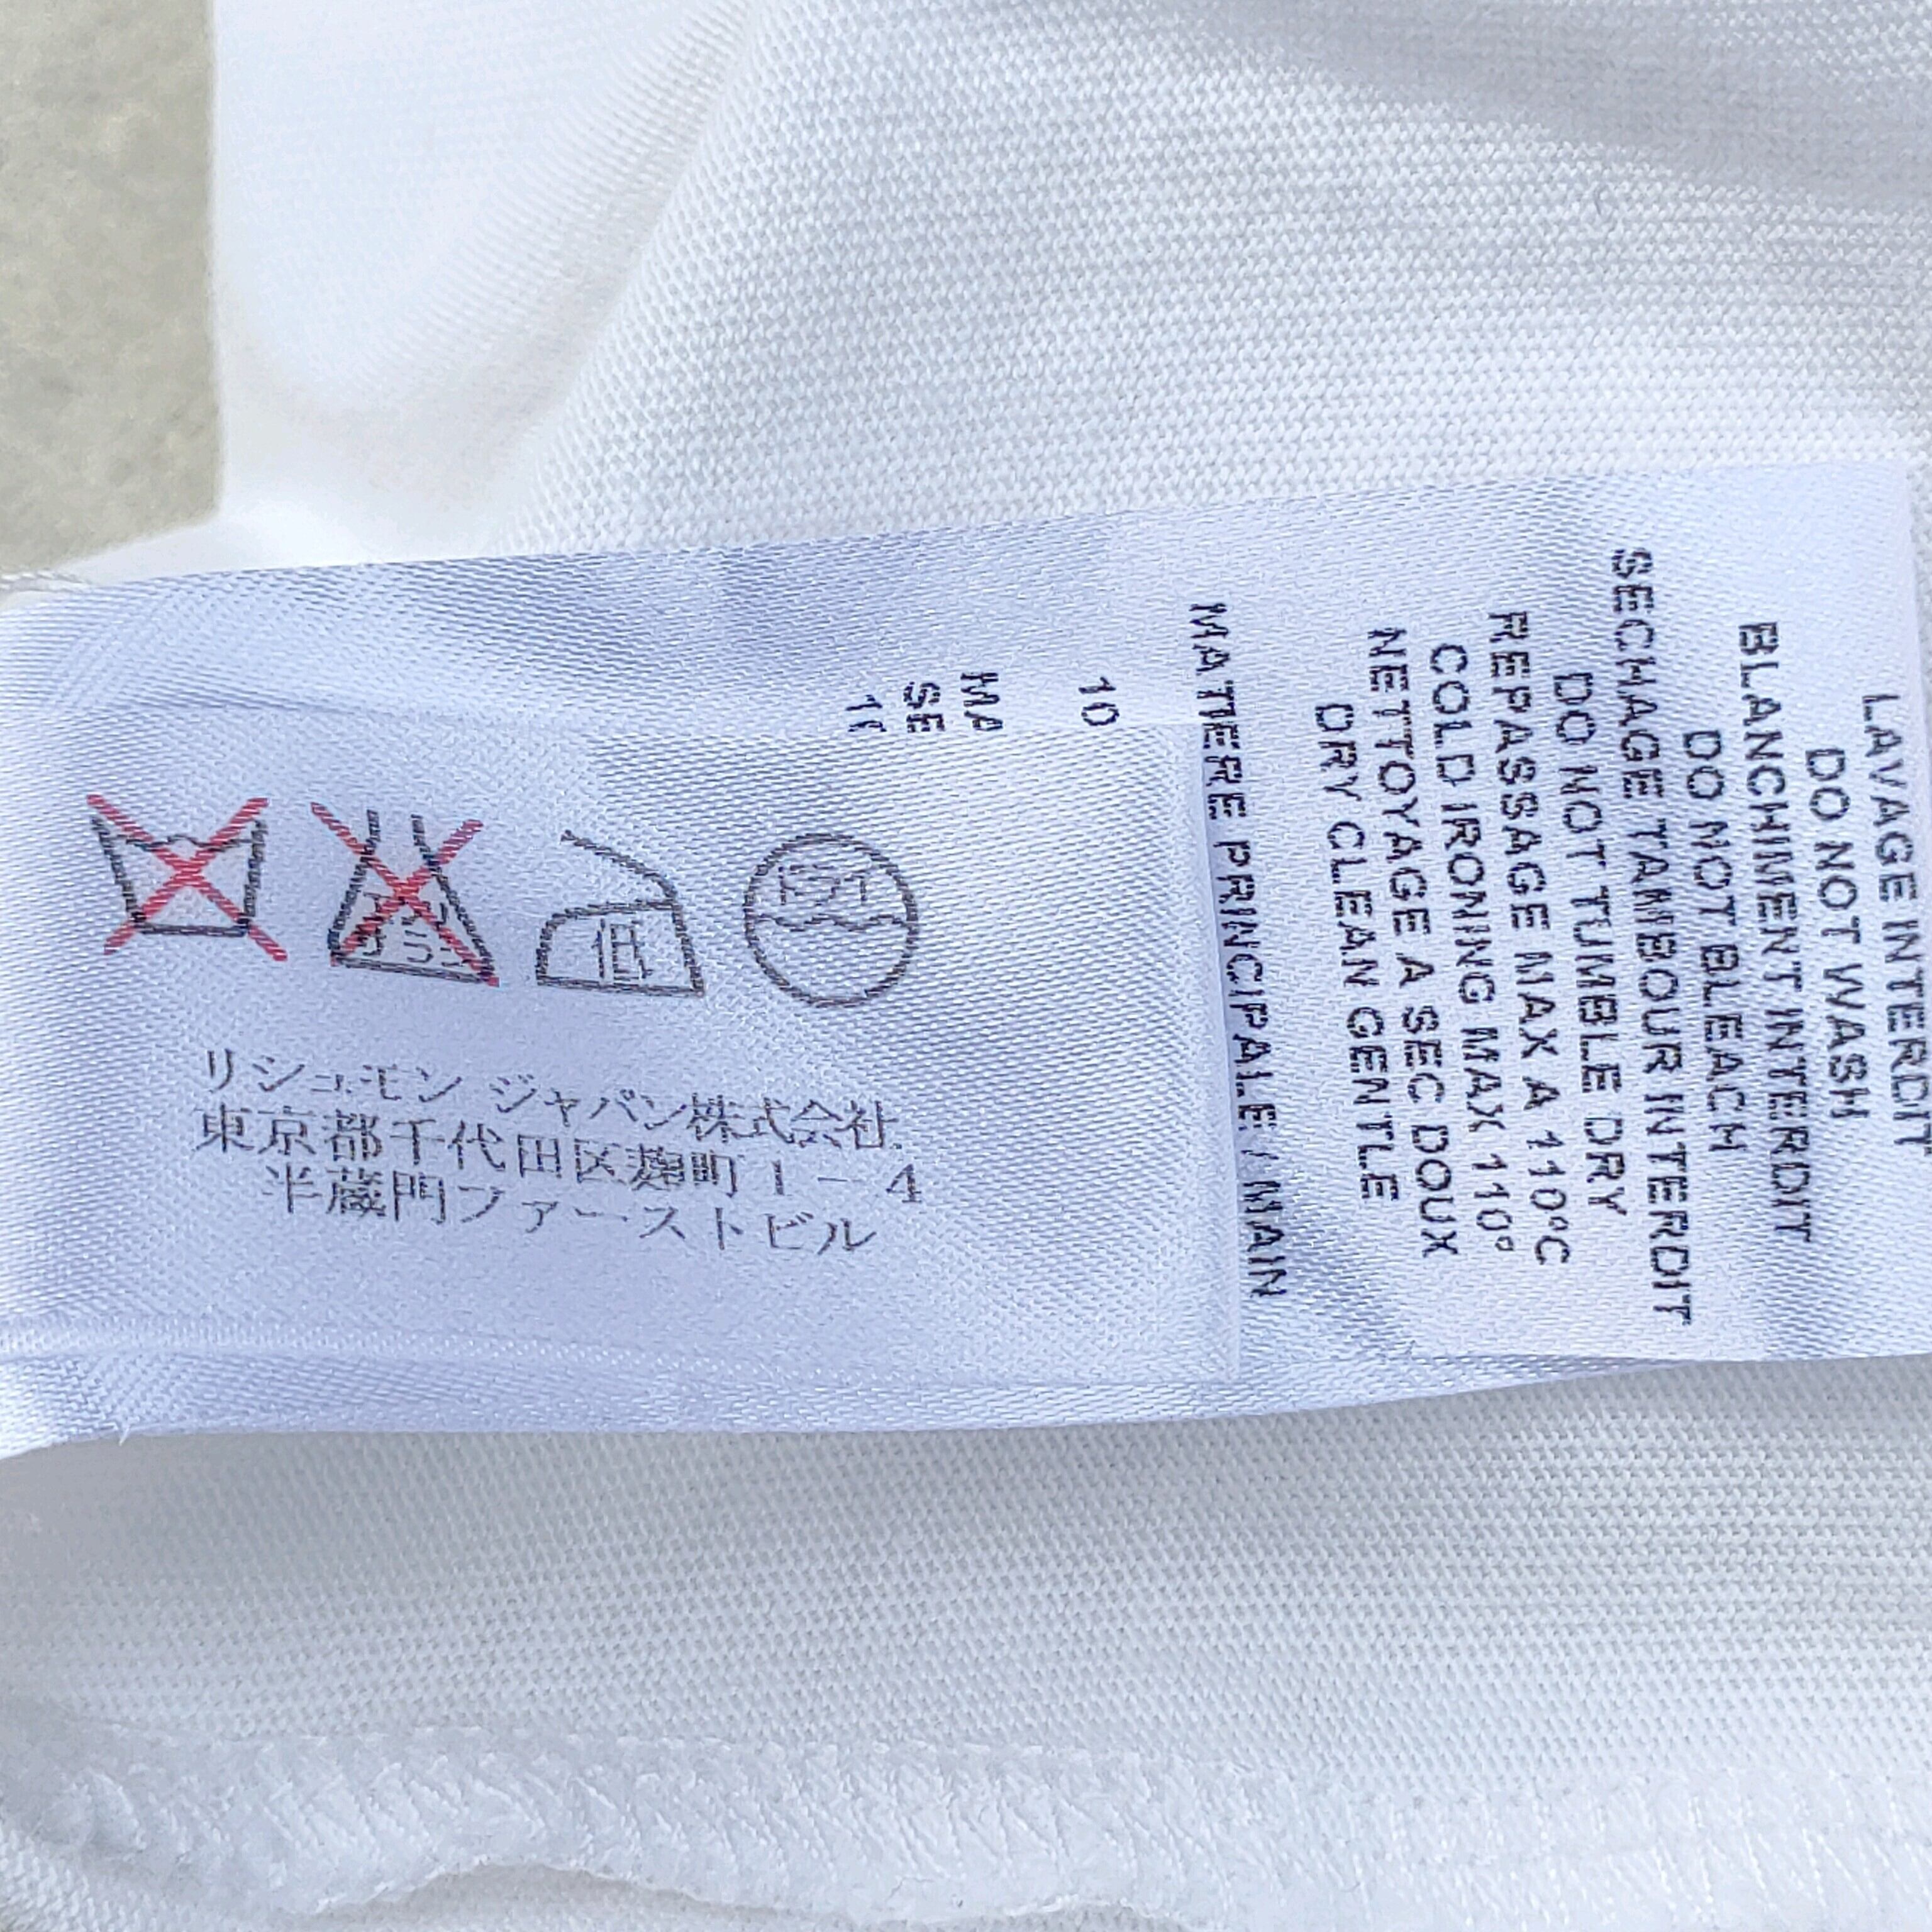 LAVAGE INTERDIT
DO NOT WASH
BLANCHIMENT INTERDIT
DO NOT BLEACH
SECHAGE TAMBOUR INTERDIT
DO NOT TUMBLE DRY
REPASSAGE MAX A 110°C
COLD IRONING MAX 110°
NETTOYAGE A SEC DOUX
DRY CLEAN GENTLE
MATIERE PRINCIPALE / MAIN
10
MA
SE
低
リシュモン ジャパン株式会社
東京都千代田区麹町1-4
半蔵門ファーストビル